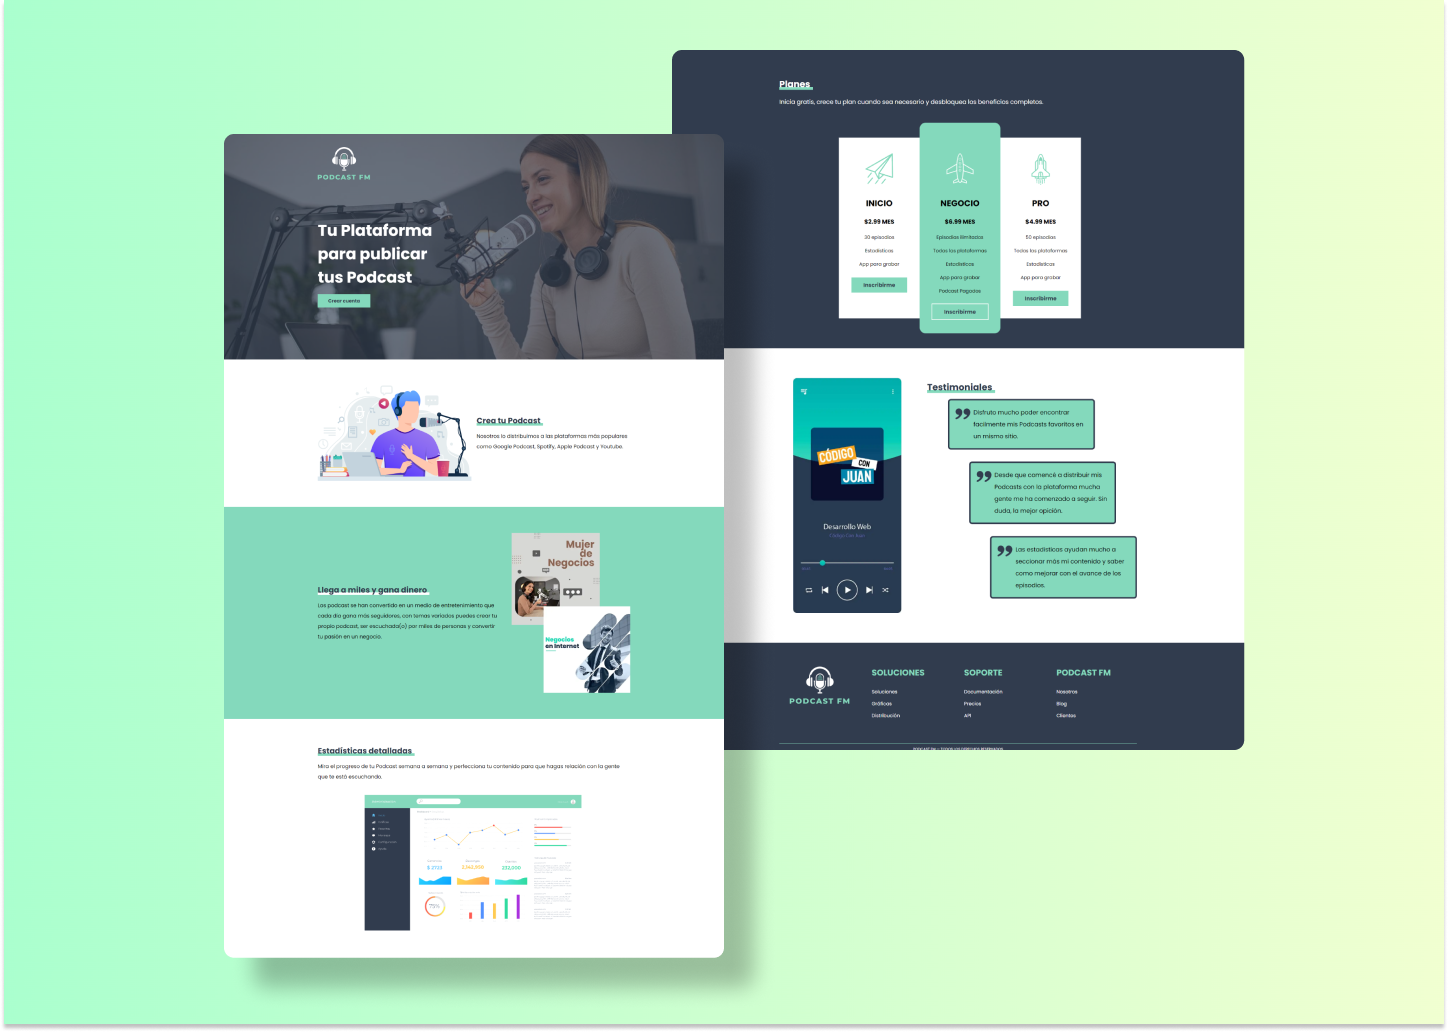 PODCAST FM
Tu Plataforma
para publicar
tus Podcast
Crear cuenta
Crea tu Podcast
Nosotros lo distribuimos a las plataformas más populares
como Google Podcast, Spotify, Apple Podcast y Youtube.
Llega a miles y gana dinero
Los podcast se han convertido en un medio de entretenimiento que
cada día gana más seguidores, con temas variados puedes crear tu
propio podcast, ser escuchado(o) por miles de personas y convertir
tu pasión en un negocio.
Mujer
de
Negocios
Negocios
en Internet
Estadísticas detalladas
Mira el progreso de tu Podcast semana a semana y perfecciona tu contenido para que hagas relación con la gente
que te está escuchando.
75%
Planes
Inicia gratis, crece tu plan cuando sea necesario y desbloquea los beneficios completos.
INICIO
$2.99 MES
30 episodios
Estadísticas
App para grabar
Inscribirme
NEGOCIO
$6.99 MES
Episodios Ilimitados
Todas las plataformas
Estadísticas
App para grabar
Podcast Pagados
Inscribirme
PRO
$4.99 MES
50 episodios
Todas las plataformas
Estadísticas
App para grabar
Inscribirme
CÓDIGO
CON
JUAN
Desarrollo Web
Código Con Juan
Testimoniales
Disfruto mucho poder encontrar
facilmente mis Podcasts favoritos en
un mismo sitio.
Desde que comencé a distribuir mis
Podcasts con la plataforma mucha
gente me ha comenzado a seguir. Sin
duda, la mejor opición.
Las estadísticas ayudan mucho a
seccionar más mi contenido y saber
como mejorar con el avance de los
episodios.
PODCAST FM
SOLUCIONES
Soluciones
Gráficas
Distribución
SOPORTE
Documentación
Precios
API
PODCAST FM
Nosotros
Blog
Clientes